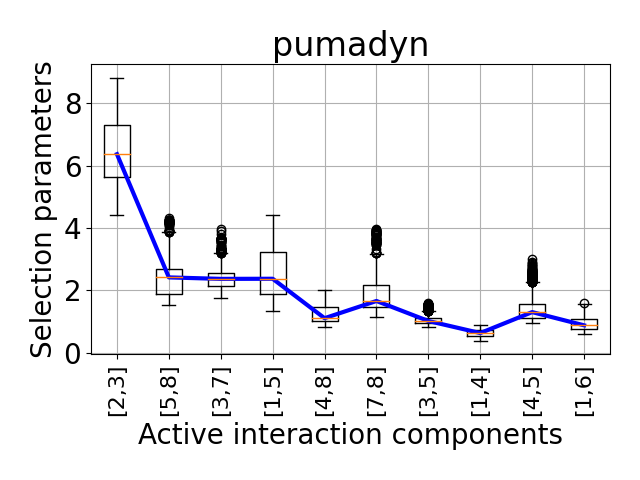 pumadyn
Selection parameters
8
6
4
2
0
[2,3] [5,8] [3,7] [1,5] [4,8] [7,8] [3,5] [1,4] [4,5] [1,6]
Active interaction components